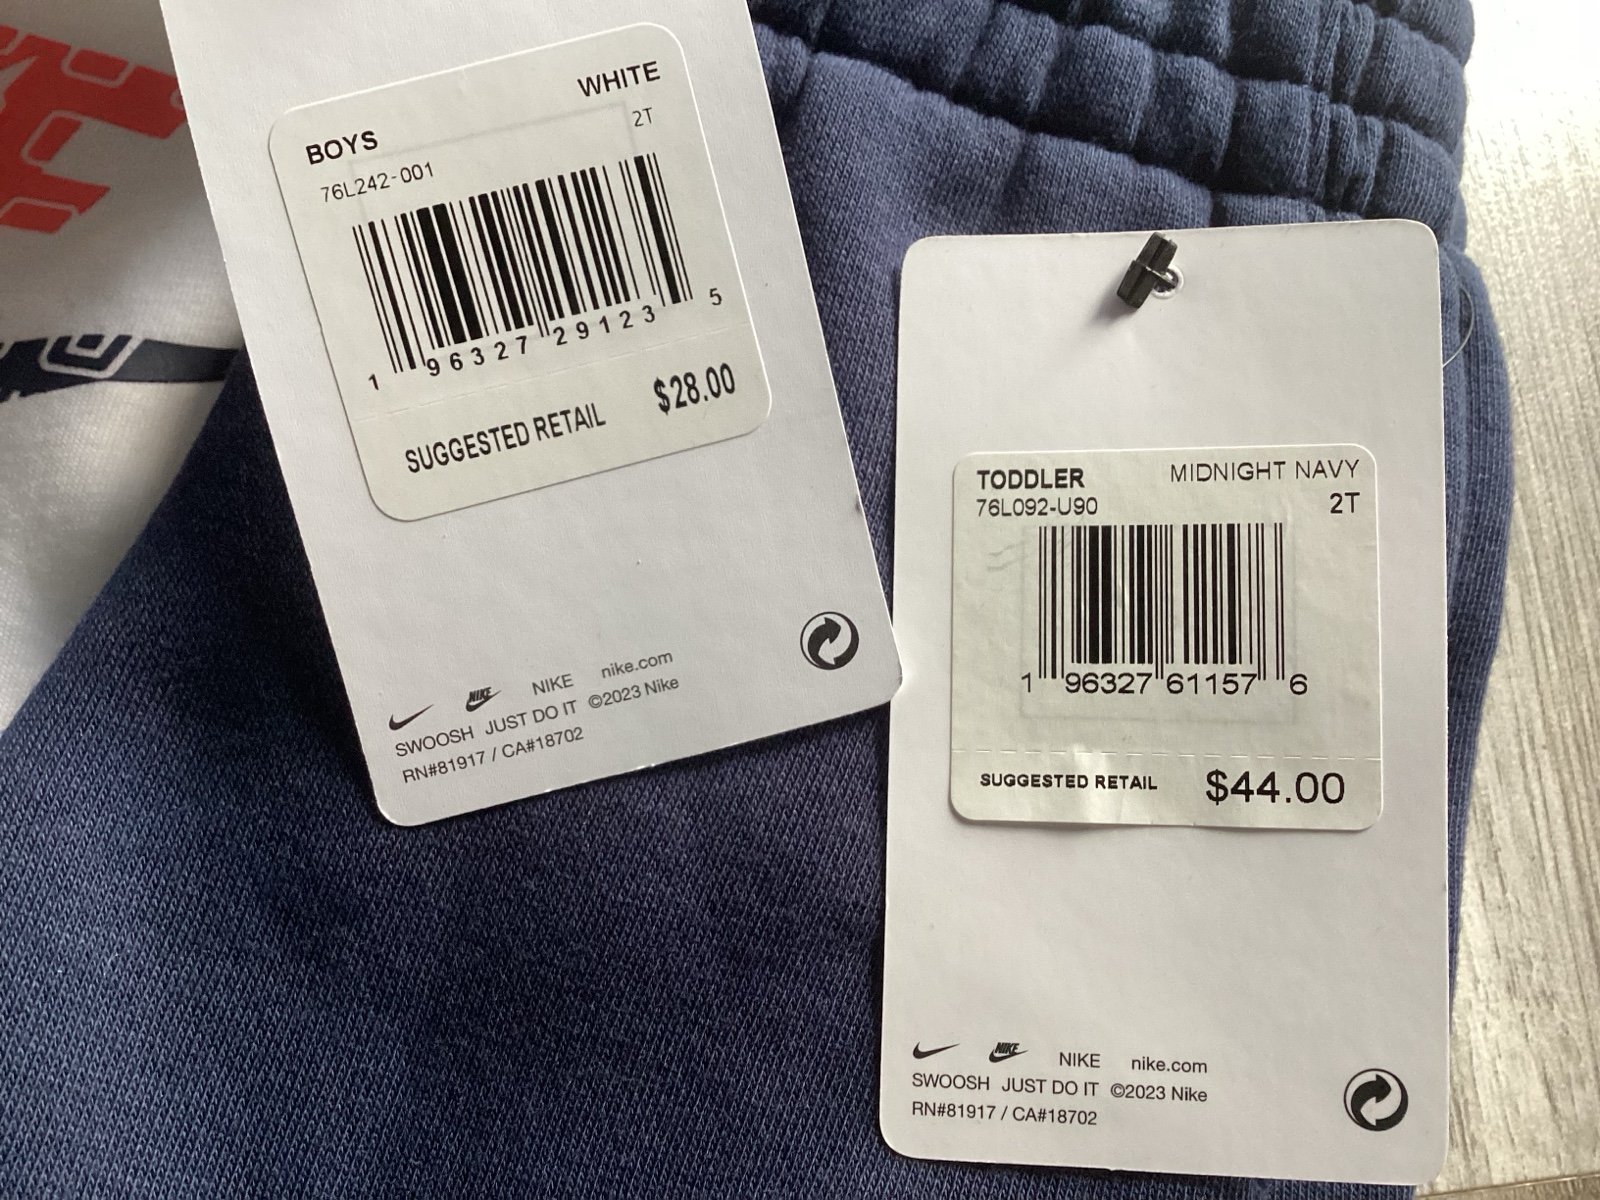 WHITE
BOYS
2T
76L242-001
1 96327 29123 5
SUGGESTED RETAIL $28.00
NIKE NIKE nike.com
SWOOSH JUST DO IT ©2023 Nike
RN#81917 / CA#18702
TODDLER MIDNIGHT NAVY
76L092-U90 2T
1 96327 61157 6
SUGGESTED RETAIL $44.00
NIKE NIKE nike.com
SWOOSH JUST DO IT ©2023 Nike
RN#81917 / CA#18702